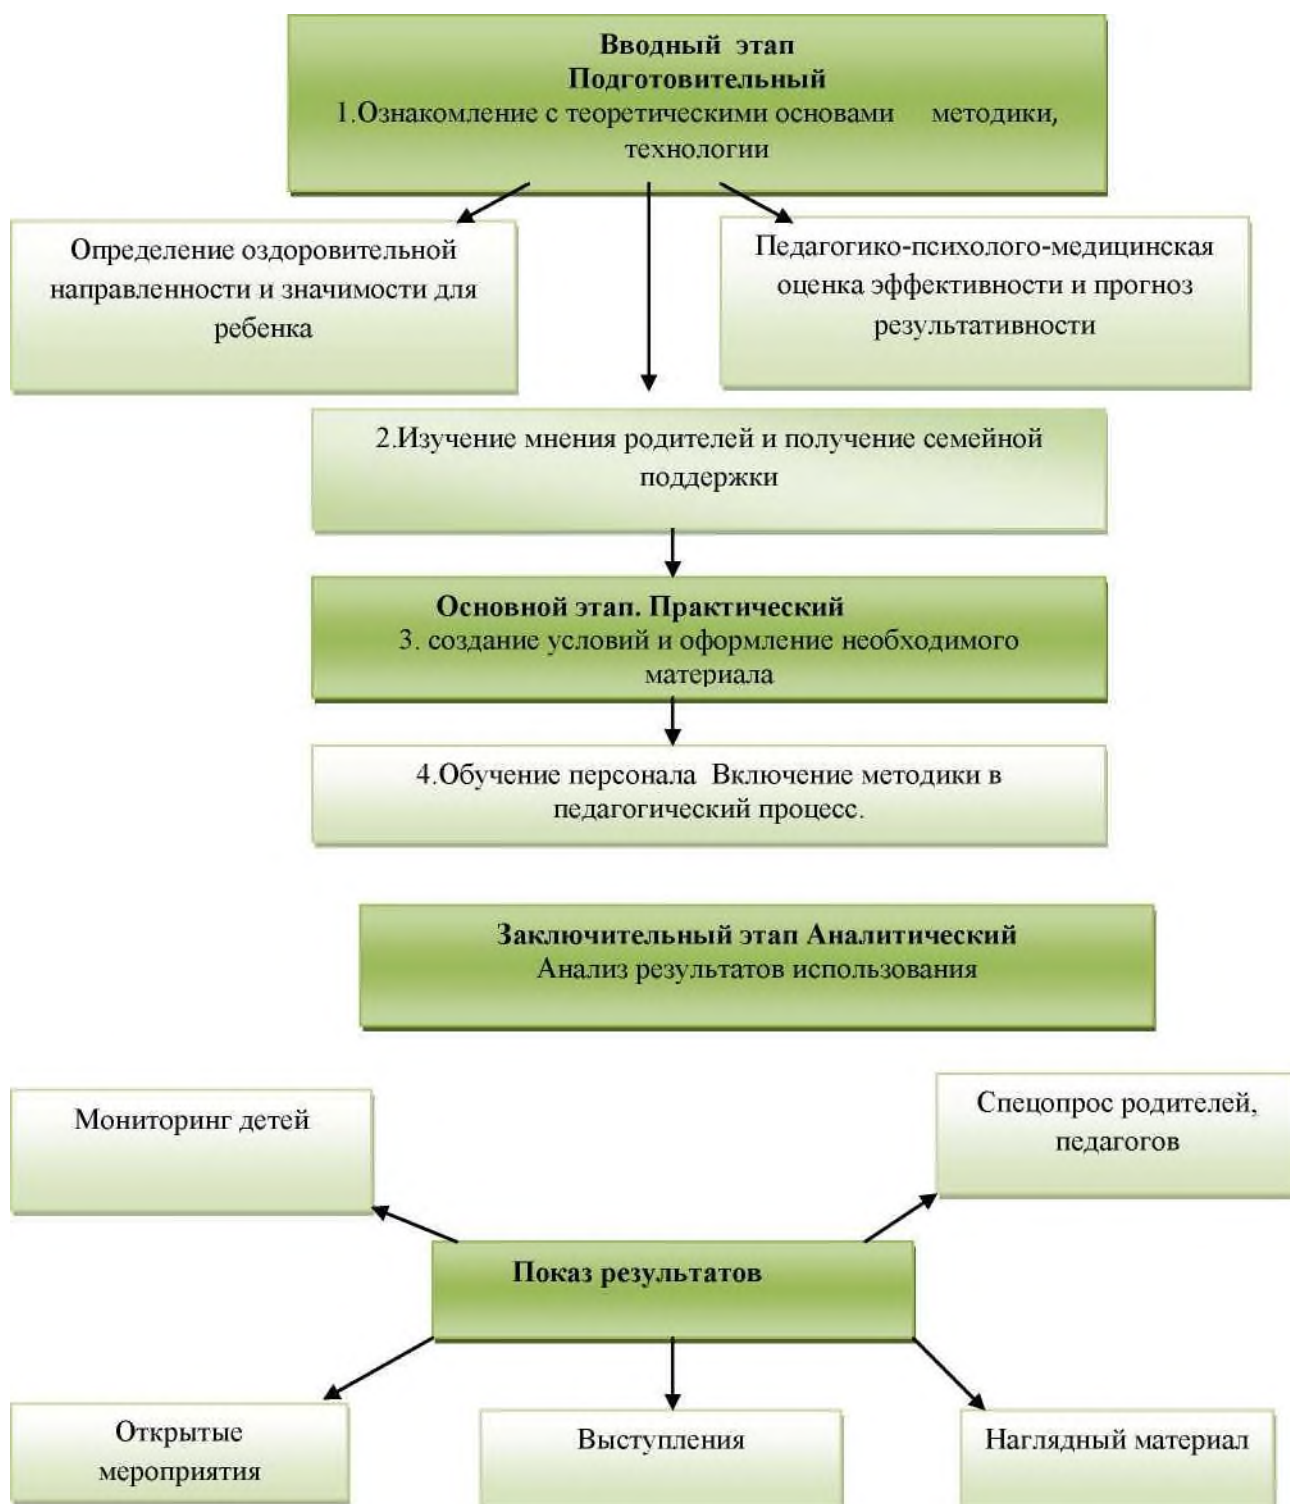 Вводный этап
Подготовительный
1.Ознакомление с теоретическими основами методики,
технологии
Определение оздоровительной
направленности и значимости для
ребенка
Педагогико-психолого-медицинская
оценка эффективности и прогноз
результативности
2.Изучение мнения родителей и получение семейной
поддержки
Основной этап. Практический
3. создание условий и оформление необходимого
материала
4.Обучение персонала Включение методики в
педагогический процесс.
Заключительный этап Аналитический
Анализ результатов использования
Мониторинг детей
Спецопрос родителей,
педагогов
Показ результатов
Открытые
мероприятия
Выступления
Наглядный материал